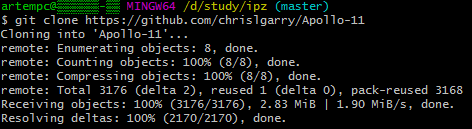 artempc@ MINGW64 /d/study/ipz (master)
$ git clone https://github.com/chrislgarry/Apollo-11
Cloning into 'Apollo-11'...
remote: Enumerating objects: 8, done.
remote: Counting objects: 100% (8/8), done.
remote: Compressing objects: 100% (8/8), done.
remote: Total 3176 (delta 2), reused 1 (delta 0), pack-reused 3168
Receiving objects: 100% (3176/3176), 2.83 MiB | 1.90 MiB/s, done.
Resolving deltas: 100% (2170/2170), done.